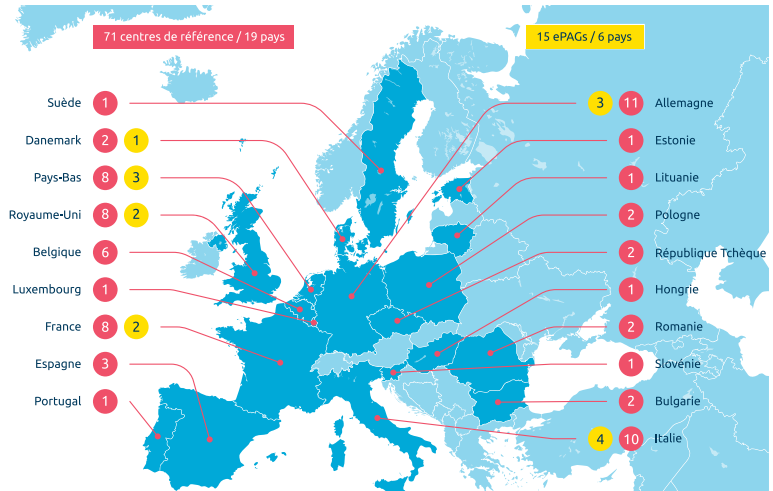 71 centres de référence / 19 pays
15 ePAGs / 6 pays
Suède 1
Danemark 2 1
Pays-Bas 8 3
Royaume-Uni 8 2
Belgique 6
Luxembourg 1
France 8 2
Espagne 3
Portugal 1
3 11 Allemagne
1 Estonie
1 Lituanie
2 Pologne
2 République Tchèque
1 Hongrie
2 Romanie
1 Slovénie
2 Bulgarie
4 10 Italie